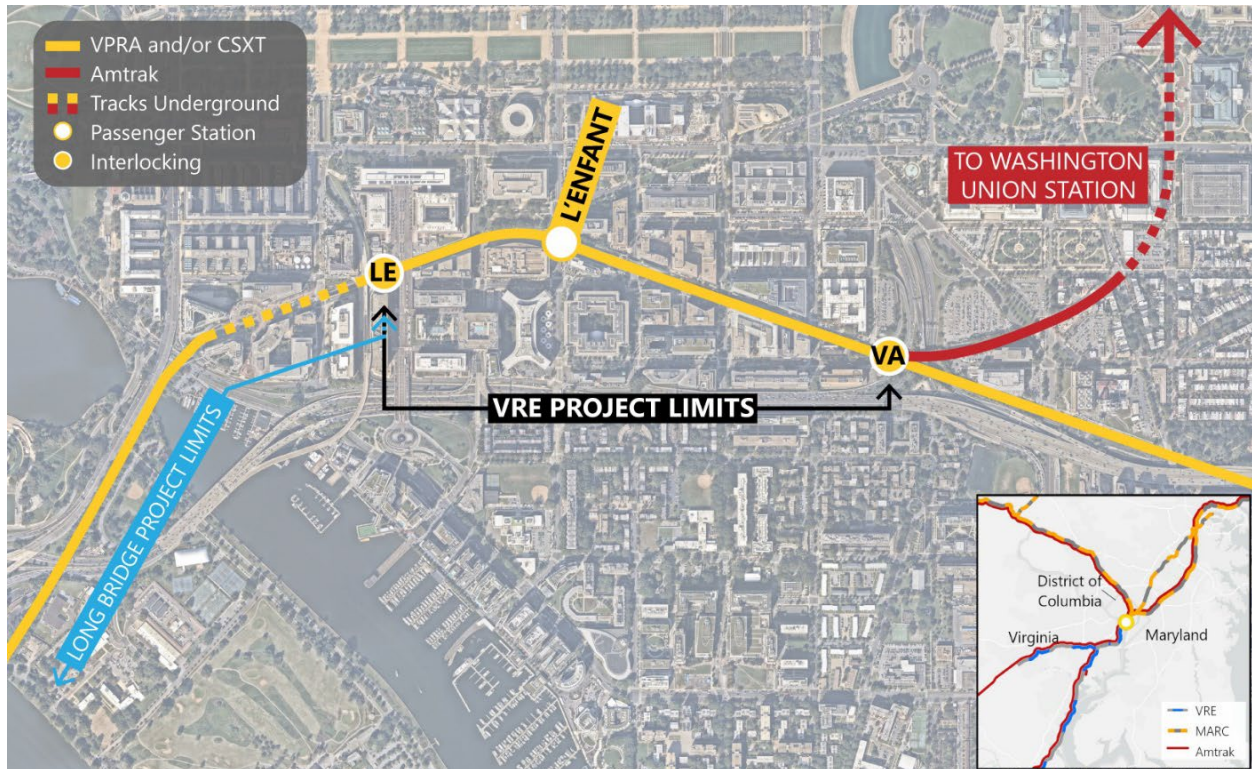 VPRA and/or CSXT
Amtrak
Tracks Underground
Passenger Station
Interlocking
L'ENFANT
TO WASHINGTON
UNION STATION
LE
VA
VRE PROJECT LIMITS
LONG BRIDGE PROJECT LIMITS
District of
Columbia
Virginia
Maryland
VRE
MARC
Amtrak